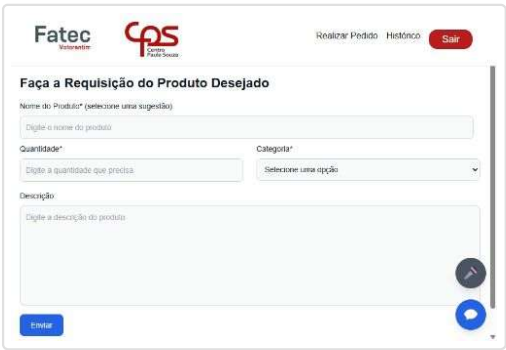 Fatec
Votorantim
CPS
Centro
Paula Souza
Realizar Pedido
Histórico
Sair
Faça a Requisição do Produto Desejado
Nome do Produto* (selecione uma sugestão)
Digite o nome do produto
Quantidade*
Categoria*
Digite a quantidade que precisa
Selecione uma opção
Descrição
Digite a descrição do produto
Enviar